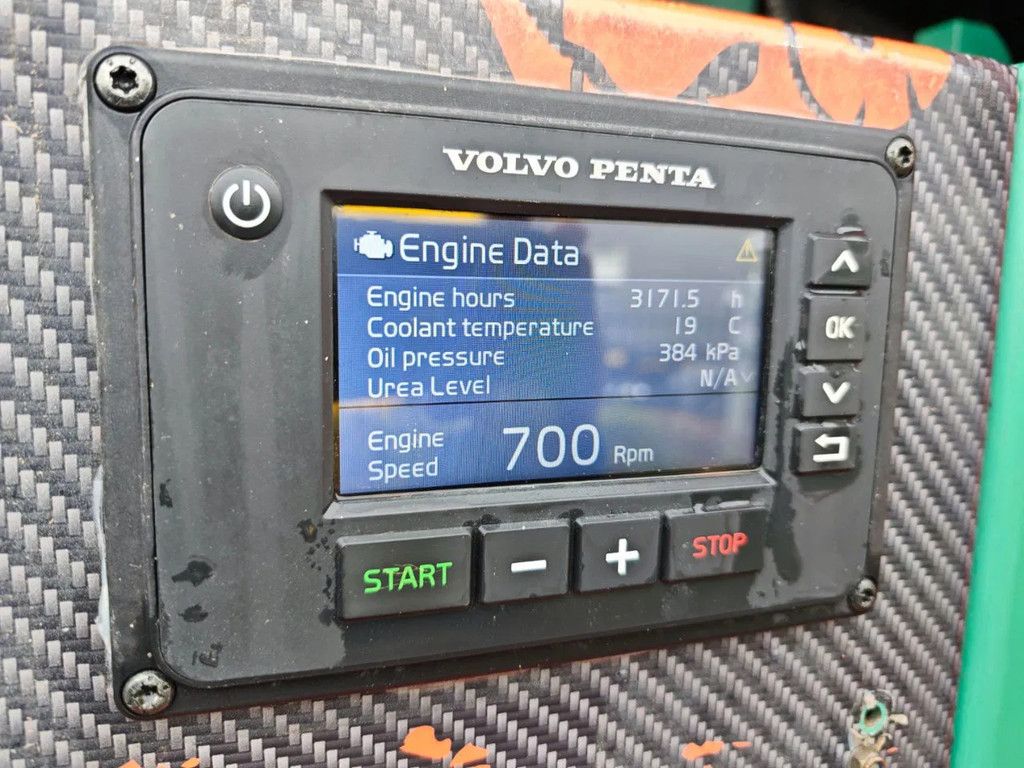 VOLVO PENTA
Engine Data
Engine hours 3171.5 h
Coolant temperature 19 C
Oil pressure 384 kPa
Urea Level N/A
Engine Speed 700 Rpm
OK
START - + STOP